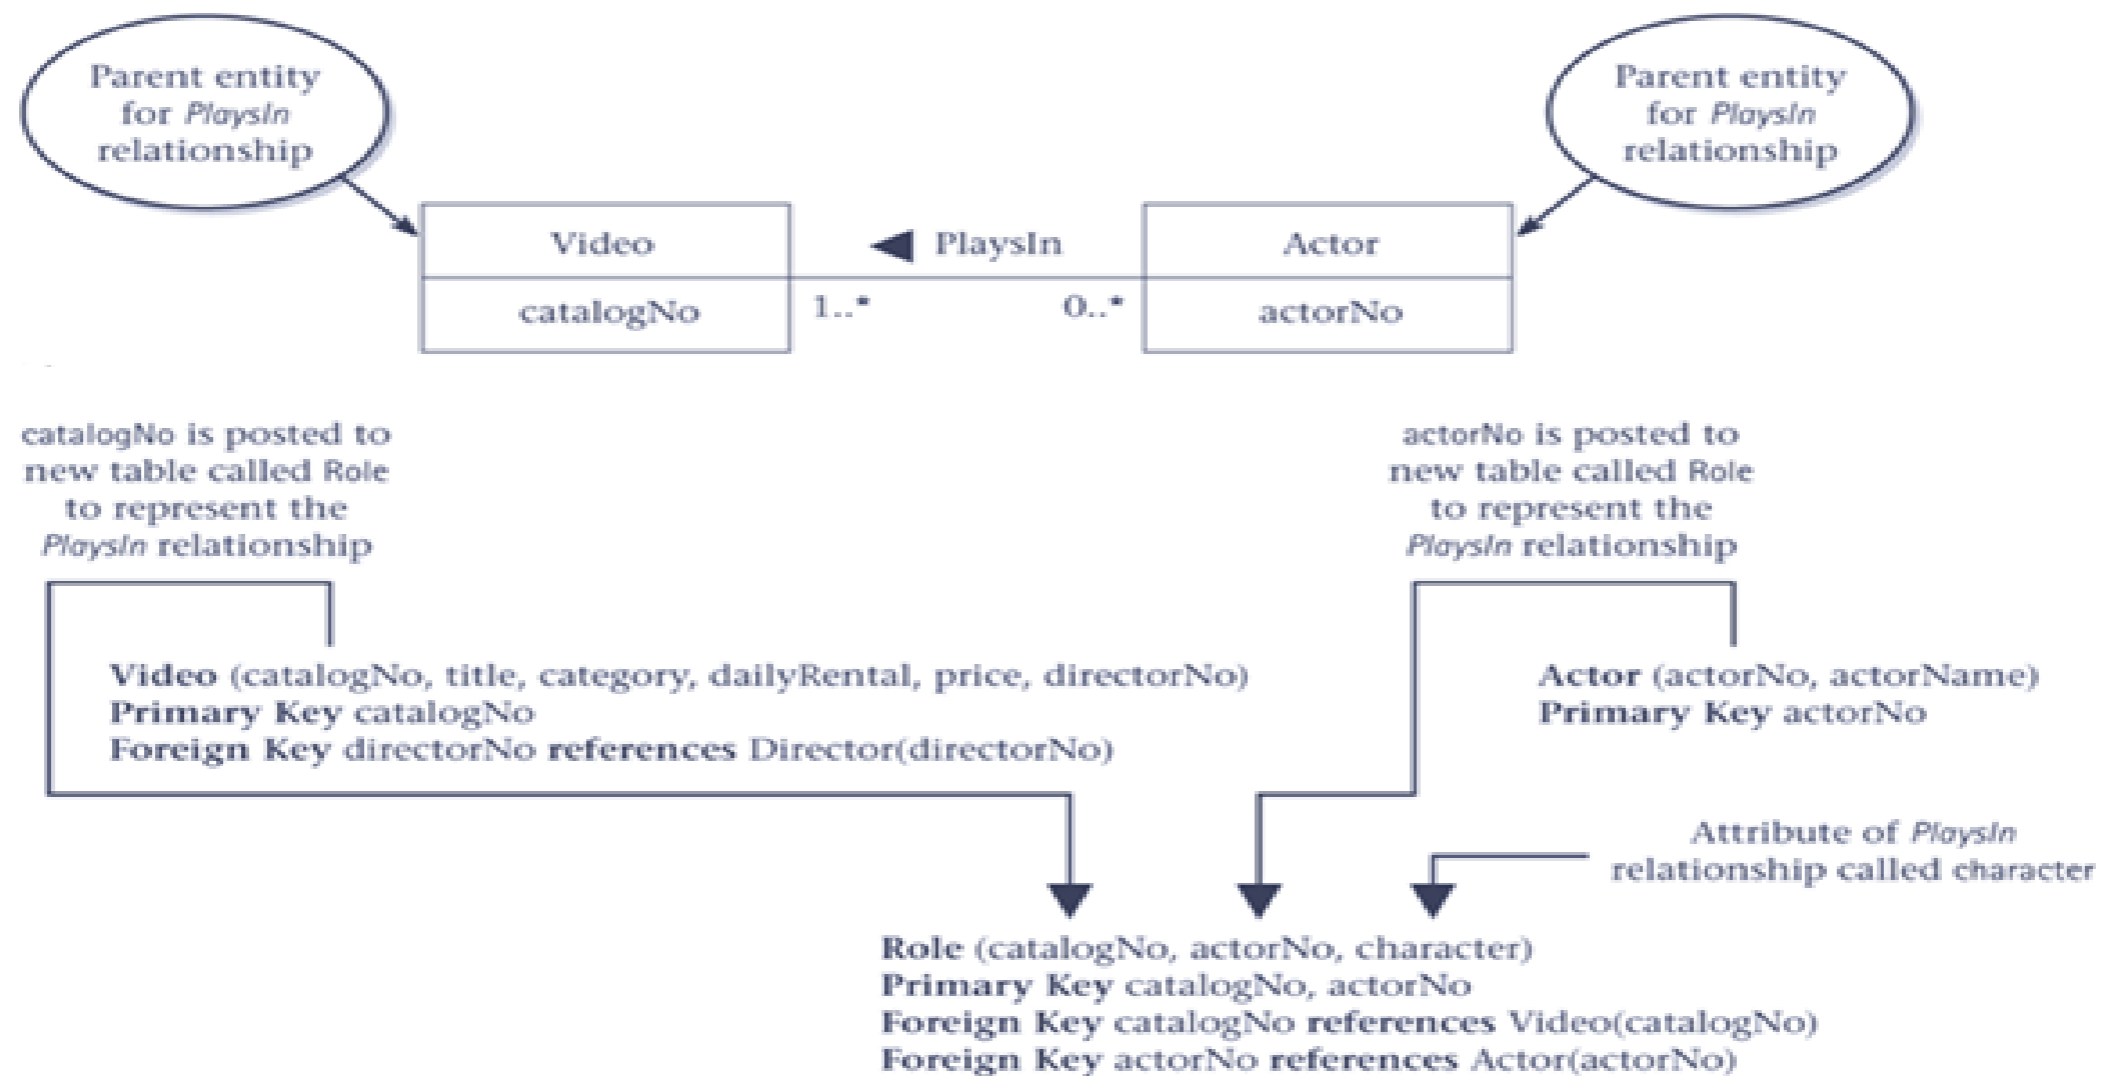 Parent entity
for PlaysIn
relationship
Parent entity
for PlaysIn
relationship
Video
PlaysIn
Actor
catalogNo
1..*
0..*
actorNo
catalogNo is posted to
new table called Role
to represent the
PlaysIn relationship
actorNo is posted to
new table called Role
to represent the
PlaysIn relationship
Video (catalogNo, title, category, dailyRental, price, directorNo)
Primary Key catalogNo
Foreign Key directorNo references Director(directorNo)
Actor (actorNo, actorName)
Primary Key actorNo
Attribute of PlaysIn
relationship called character
Role (catalogNo, actorNo, character)
Primary Key catalogNo, actorNo
Foreign Key catalogNo references Video(catalogNo)
Foreign Key actorNo references Actor(actorNo)